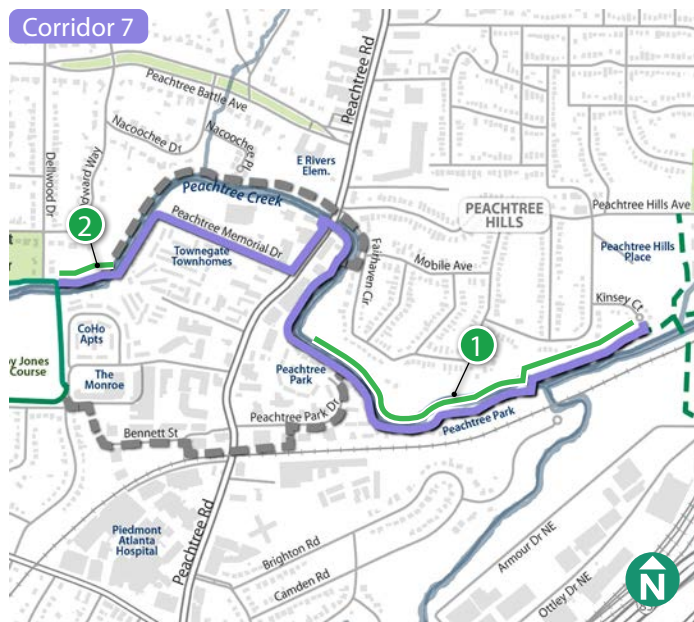 Corridor 7
Peachtree Rd
Peachtree Battle Ave
Nacoochee Dr
Nacoochee Pl
E Rivers
Elem.
Dellwood Dr
Peachtree Creek
Peachtree Hills Ave
PEACHTREE
HILLS
2
Peachtree Memorial Dr
Townegate
Townhomes
Fairhaven Cir
Mobile Ave
Peachtree Hills
Place
Kinsey Ct
CoHo
Apts
1
The
Monroe
y Jones
Course
Peachtree
Park
Peachtree Park Dr
Peachtree Park
Bennett St
Peachtree Rd
Piedmont
Atlanta
Hospital
Brighton Rd
Camden Rd
Armour Dr NE
Ottley Dr NE
N